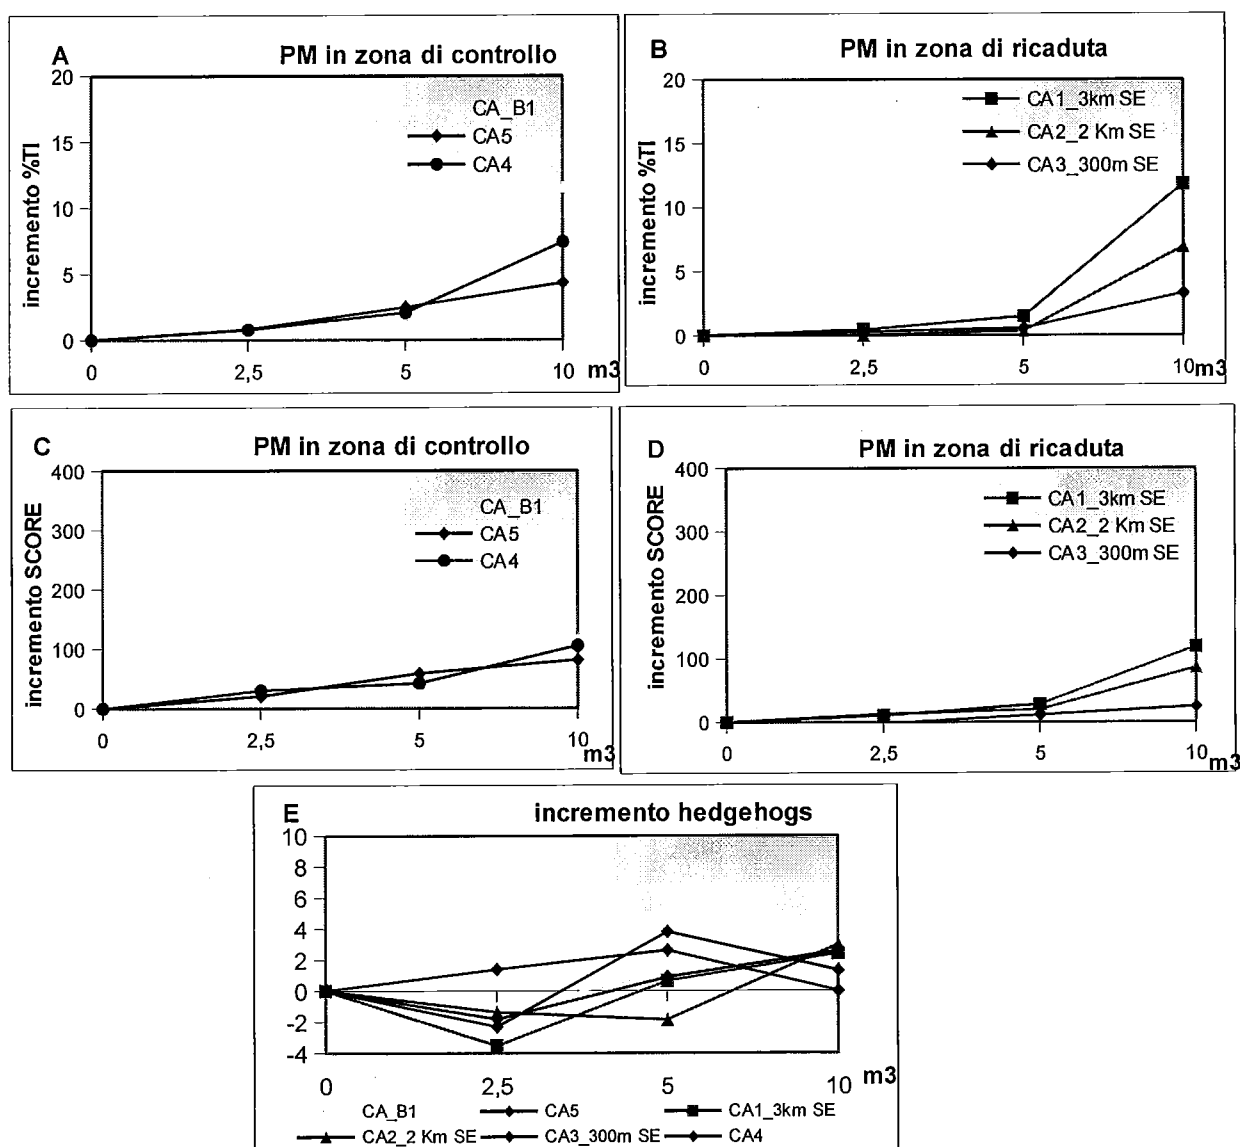 A PM in zona di controllo
20
15
10
5
0
incremento %TI
CA_B1
CA5
CA4
0 2,5 5 10 m3
B PM in zona di ricaduta
20
15
10
5
0
incremento %TI
CA1_3km SE
CA2_2 Km SE
CA3_300m SE
0 2,5 5 10 m3
C PM in zona di controllo
400
300
200
100
0
incremento SCORE
CA_B1
CA5
CA4
0 2,5 5 10 m3
D PM in zona di ricaduta
400
300
200
100
0
incremento SCORE
CA1_3km SE
CA2_2 Km SE
CA3_300m SE
0 2,5 5 10 m3
E incremento hedgehogs
10
8
6
4
2
0
-2
-4
0 2,5 5 10 m3
CA_B1 CA5 CA1_3km SE
CA2_2 Km SE CA3_300m SE CA4